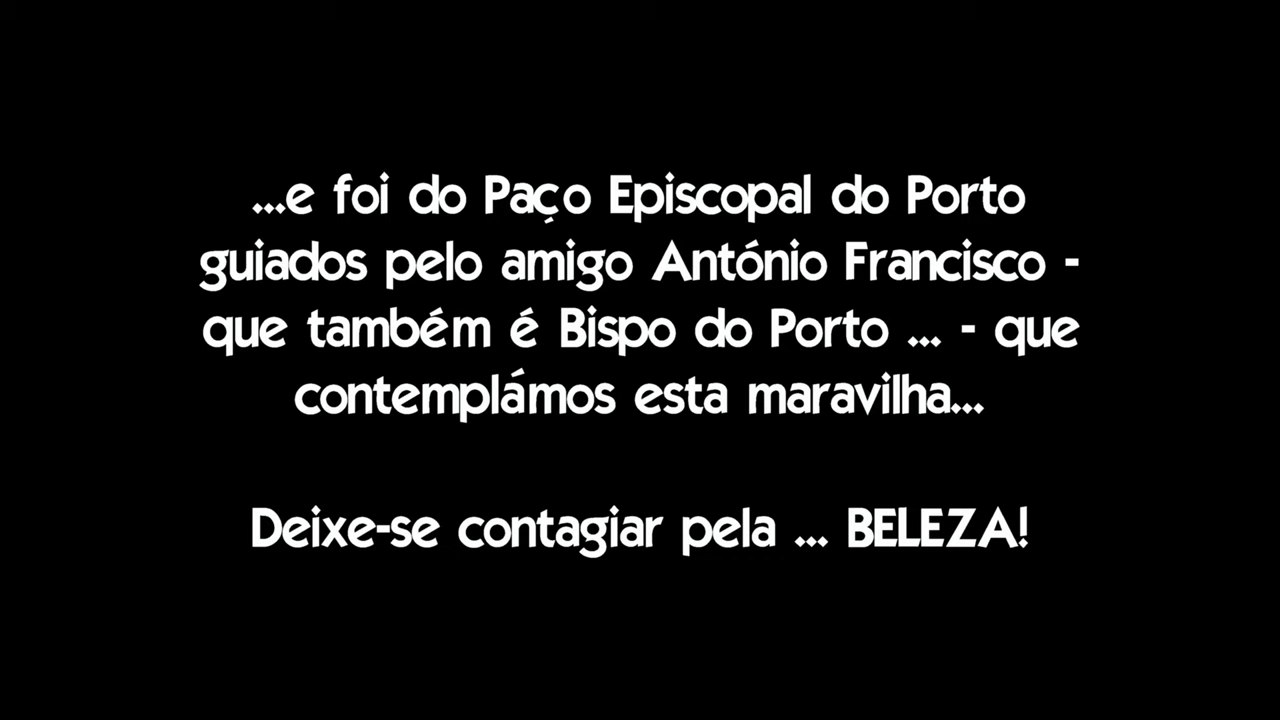 ...e foi do Paço Episcopal do Porto
guiados pelo amigo António Francisco -
que também é Bispo do Porto ... - que
contemplámos esta maravilha...
Deixe-se contagiar pela ... BELEZA!